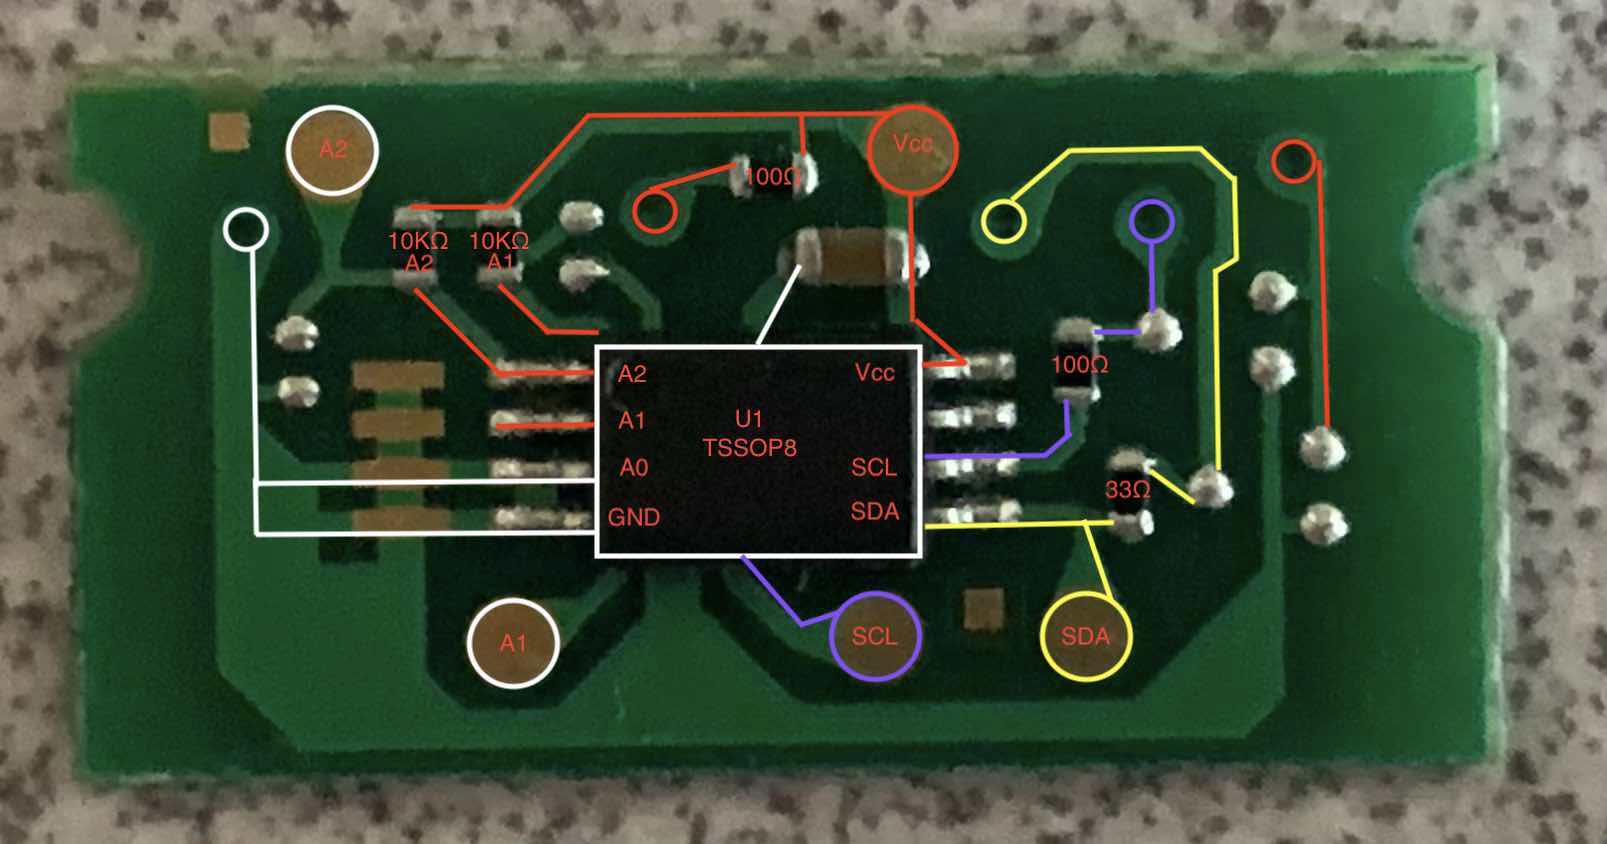 A2
Vcc
100Ω
10KΩ
A2
10KΩ
A1
100Ω
33Ω
A2
A1
A0
GND
U1
TSSOP8
Vcc
SCL
SDA
A1
SCL
SDA